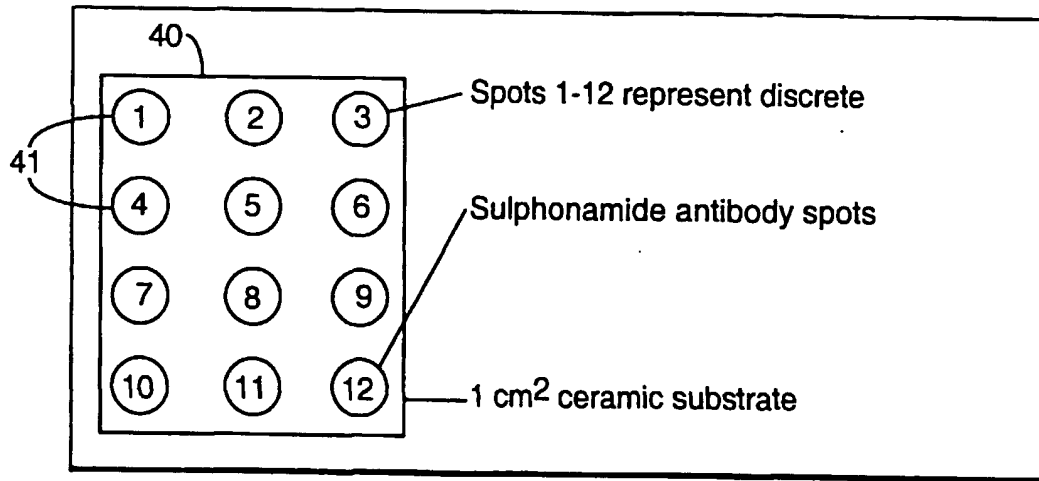 40
1 2 3 Spots 1-12 represent discrete
41
4 5 6 Sulphonamide antibody spots
7 8 9
10 11 12 1 cm² ceramic substrate